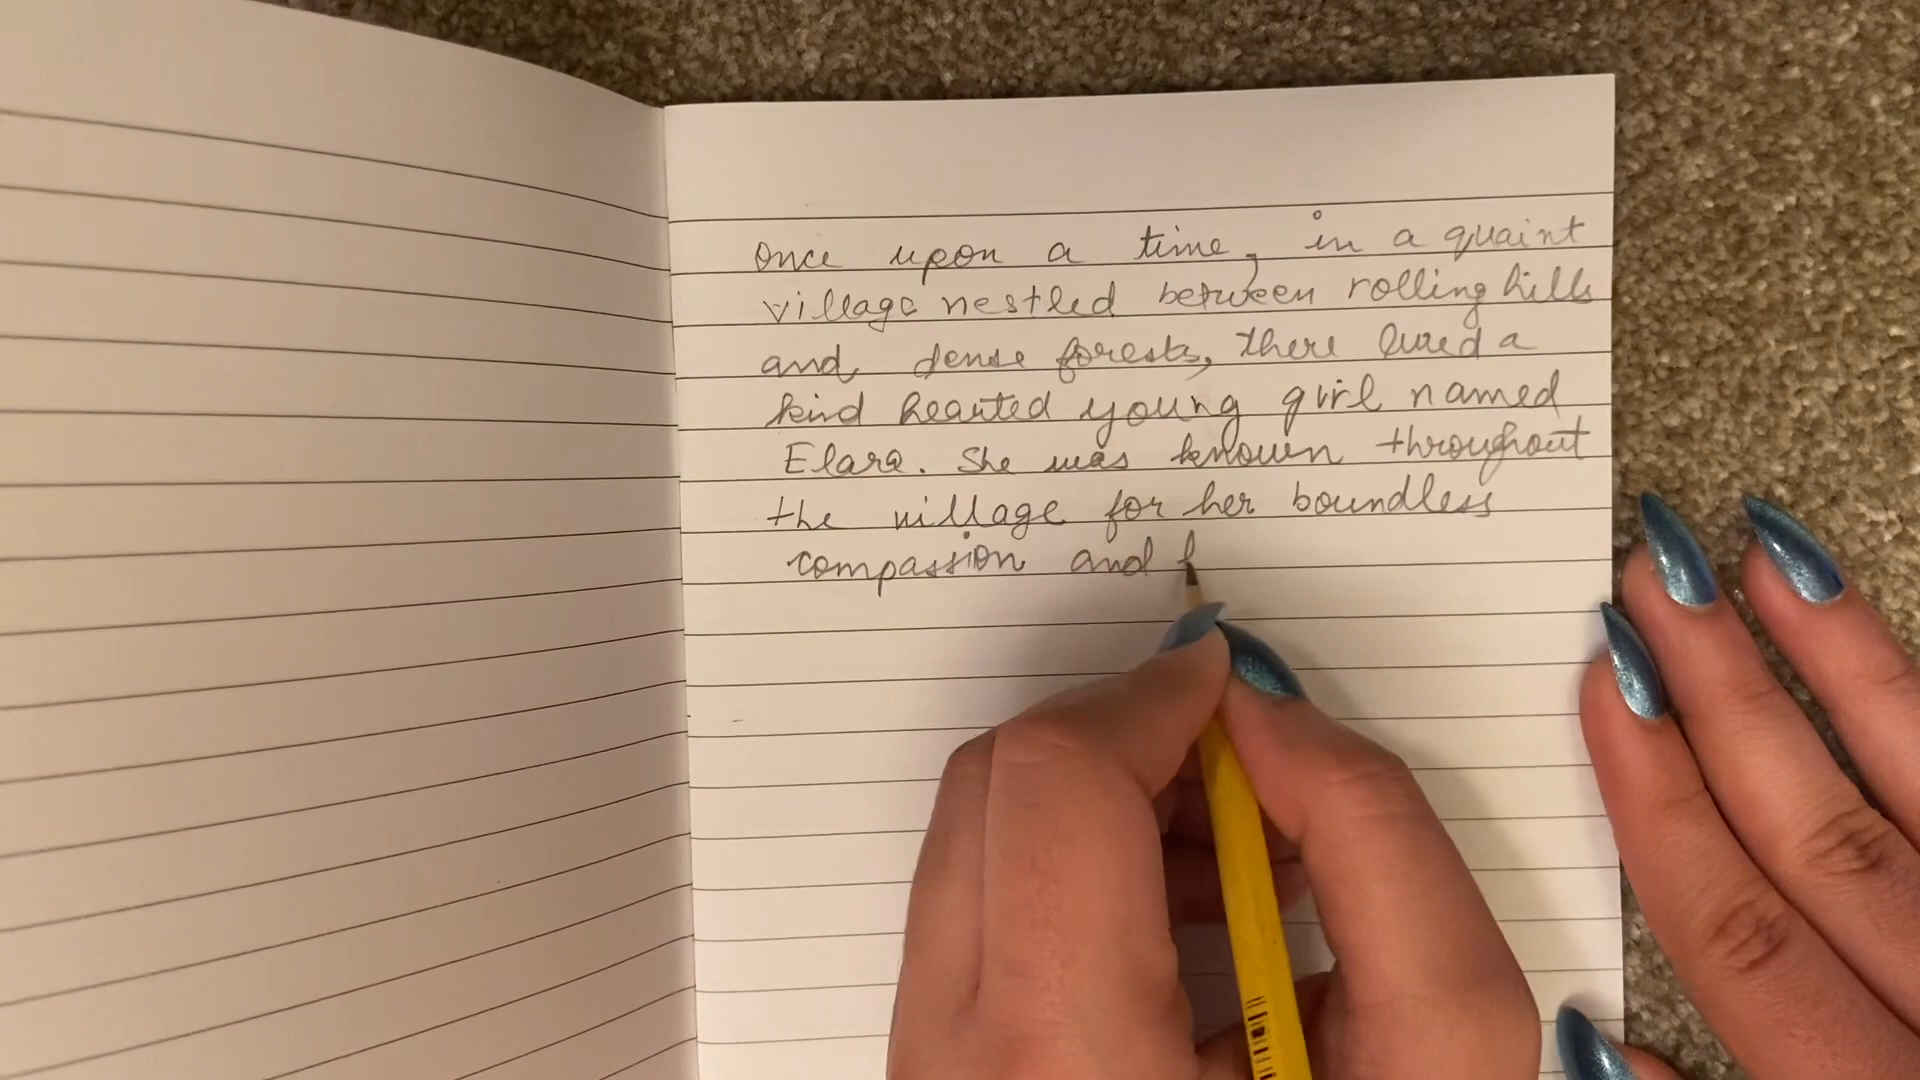 once upon a time, in a quaint
village nestled between rolling hills
and dense forests, there lived a
kind hearted young girl named
Elara. She was known throughout
the village for her boundless
compassion and